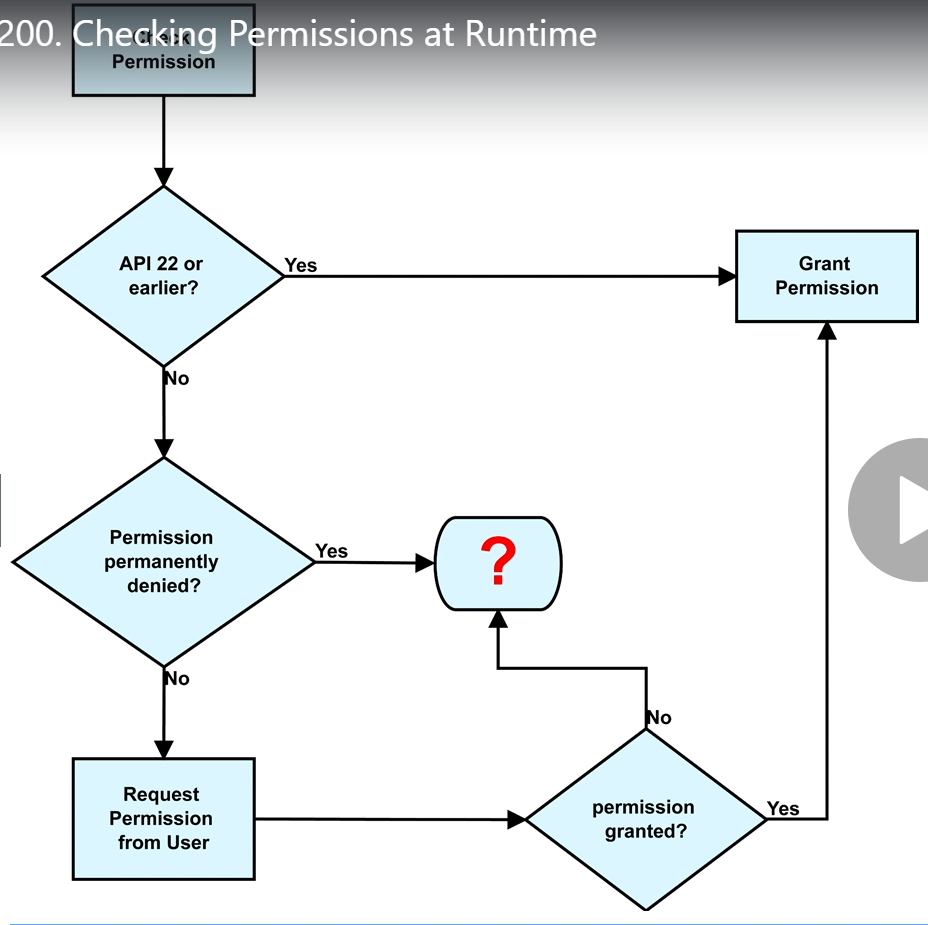 200. Checking Permissions at Runtime
Check
Permission
API 22 or
earlier?
Yes
Grant
Permission
No
Permission
permanently
denied?
Yes
?
No
No
Request
Permission
from User
permission
granted?
Yes